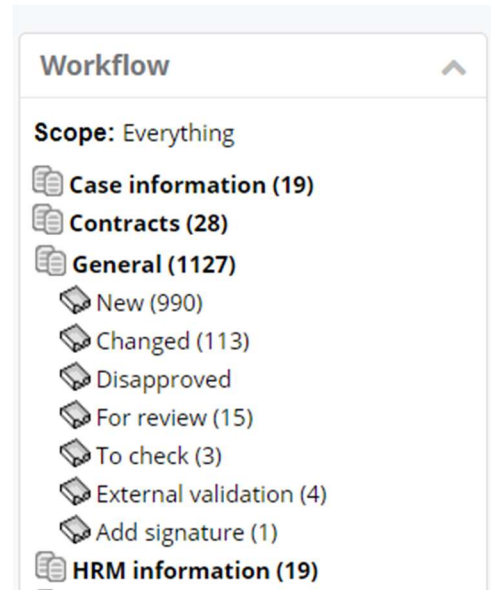 Workflow
Scope: Everything
Case information (19)
Contracts (28)
General (1127)
New (990)
Changed (113)
Disapproved
For review (15)
To check (3)
External validation (4)
Add signature (1)
HRM information (19)